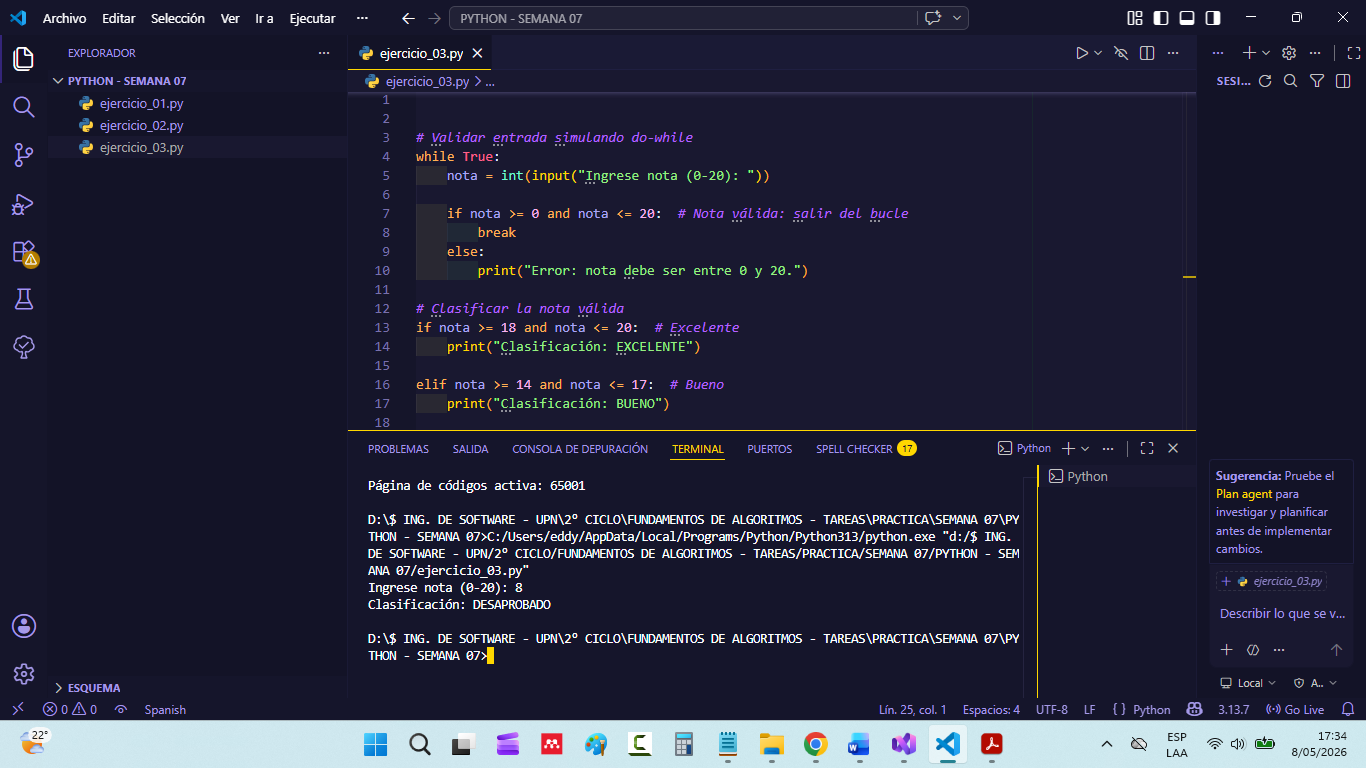 Archivo Editar Selección Ver Ir a Ejecutar ··· PYTHON - SEMANA 07
EXPLORADOR
PYTHON - SEMANA 07
ejercicio_01.py
ejercicio_02.py
ejercicio_03.py
ESQUEMA
ejercicio_03.py
ejercicio_03.py > ...
1
2
3 # Validar entrada simulando do-while
4 while True:
5     nota = int(input("Ingrese nota (0-20): "))
6
7     if nota >= 0 and nota <= 20:  # Nota válida: salir del bucle
8         break
9     else:
10         print("Error: nota debe ser entre 0 y 20.")
11
12 # Clasificar la nota válida
13 if nota >= 18 and nota <= 20:  # Excelente
14     print("Clasificación: EXCELENTE")
15
16 elif nota >= 14 and nota <= 17:  # Bueno
17     print("Clasificación: BUENO")
18
PROBLEMAS SALIDA CONSOLA DE DEPURACIÓN TERMINAL PUERTOS SPELL CHECKER 17
Python
Python
Página de códigos activa: 65001
D:\$ ING. DE SOFTWARE - UPN\2º CICLO\FUNDAMENTOS DE ALGORITMOS - TAREAS\PRACTICA\SEMANA 07\PY
THON - SEMANA 07>C:/Users/eddy/AppData/Local/Programs/Python/Python313/python.exe "d:/$ ING.
DE SOFTWARE - UPN/2º CICLO/FUNDAMENTOS DE ALGORITMOS - TAREAS/PRACTICA/SEMANA 07/PYTHON - SEM
ANA 07/ejercicio_03.py"
Ingrese nota (0-20): 8
Clasificación: DESAPROBADO
D:\$ ING. DE SOFTWARE - UPN\2º CICLO\FUNDAMENTOS DE ALGORITMOS - TAREAS\PRACTICA\SEMANA 07\PY
THON - SEMANA 07>
SESI...
Sugerencia: Pruebe el
Plan agent para
investigar y planificar
antes de implementar
cambios.
ejercicio_03.py
Describir lo que se v...
Local A..
0 0 Spanish Lín. 25, col. 1 Espacios: 4 UTF-8 LF { } Python 3.13.7 Go Live
22°
ESP
LAA
17:34
8/05/2026